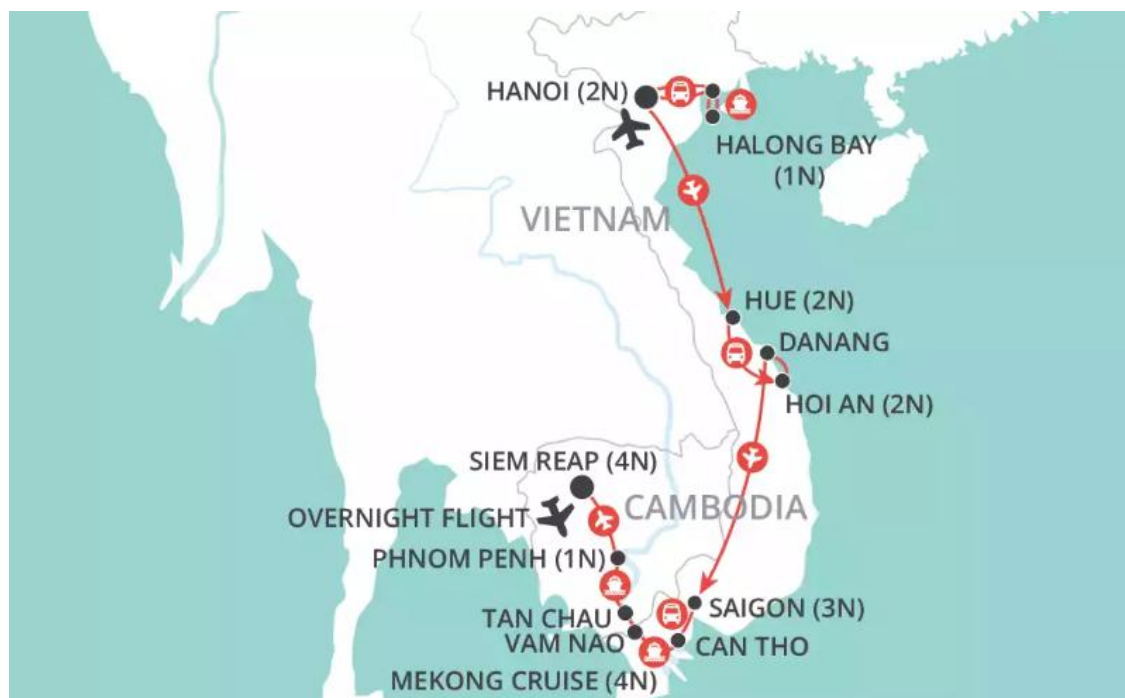 HANOI (2N)
HALONG BAY
(1N)
VIETNAM
HUE (2N)
DANANG
HOI AN (2N)
SIEM REAP (4N)
CAMBODIA
OVERNIGHT FLIGHT
PHNOM PENH (1N)
SAIGON (3N)
TAN CHAU
VAM NAO
CAN THO
MEKONG CRUISE (4N)